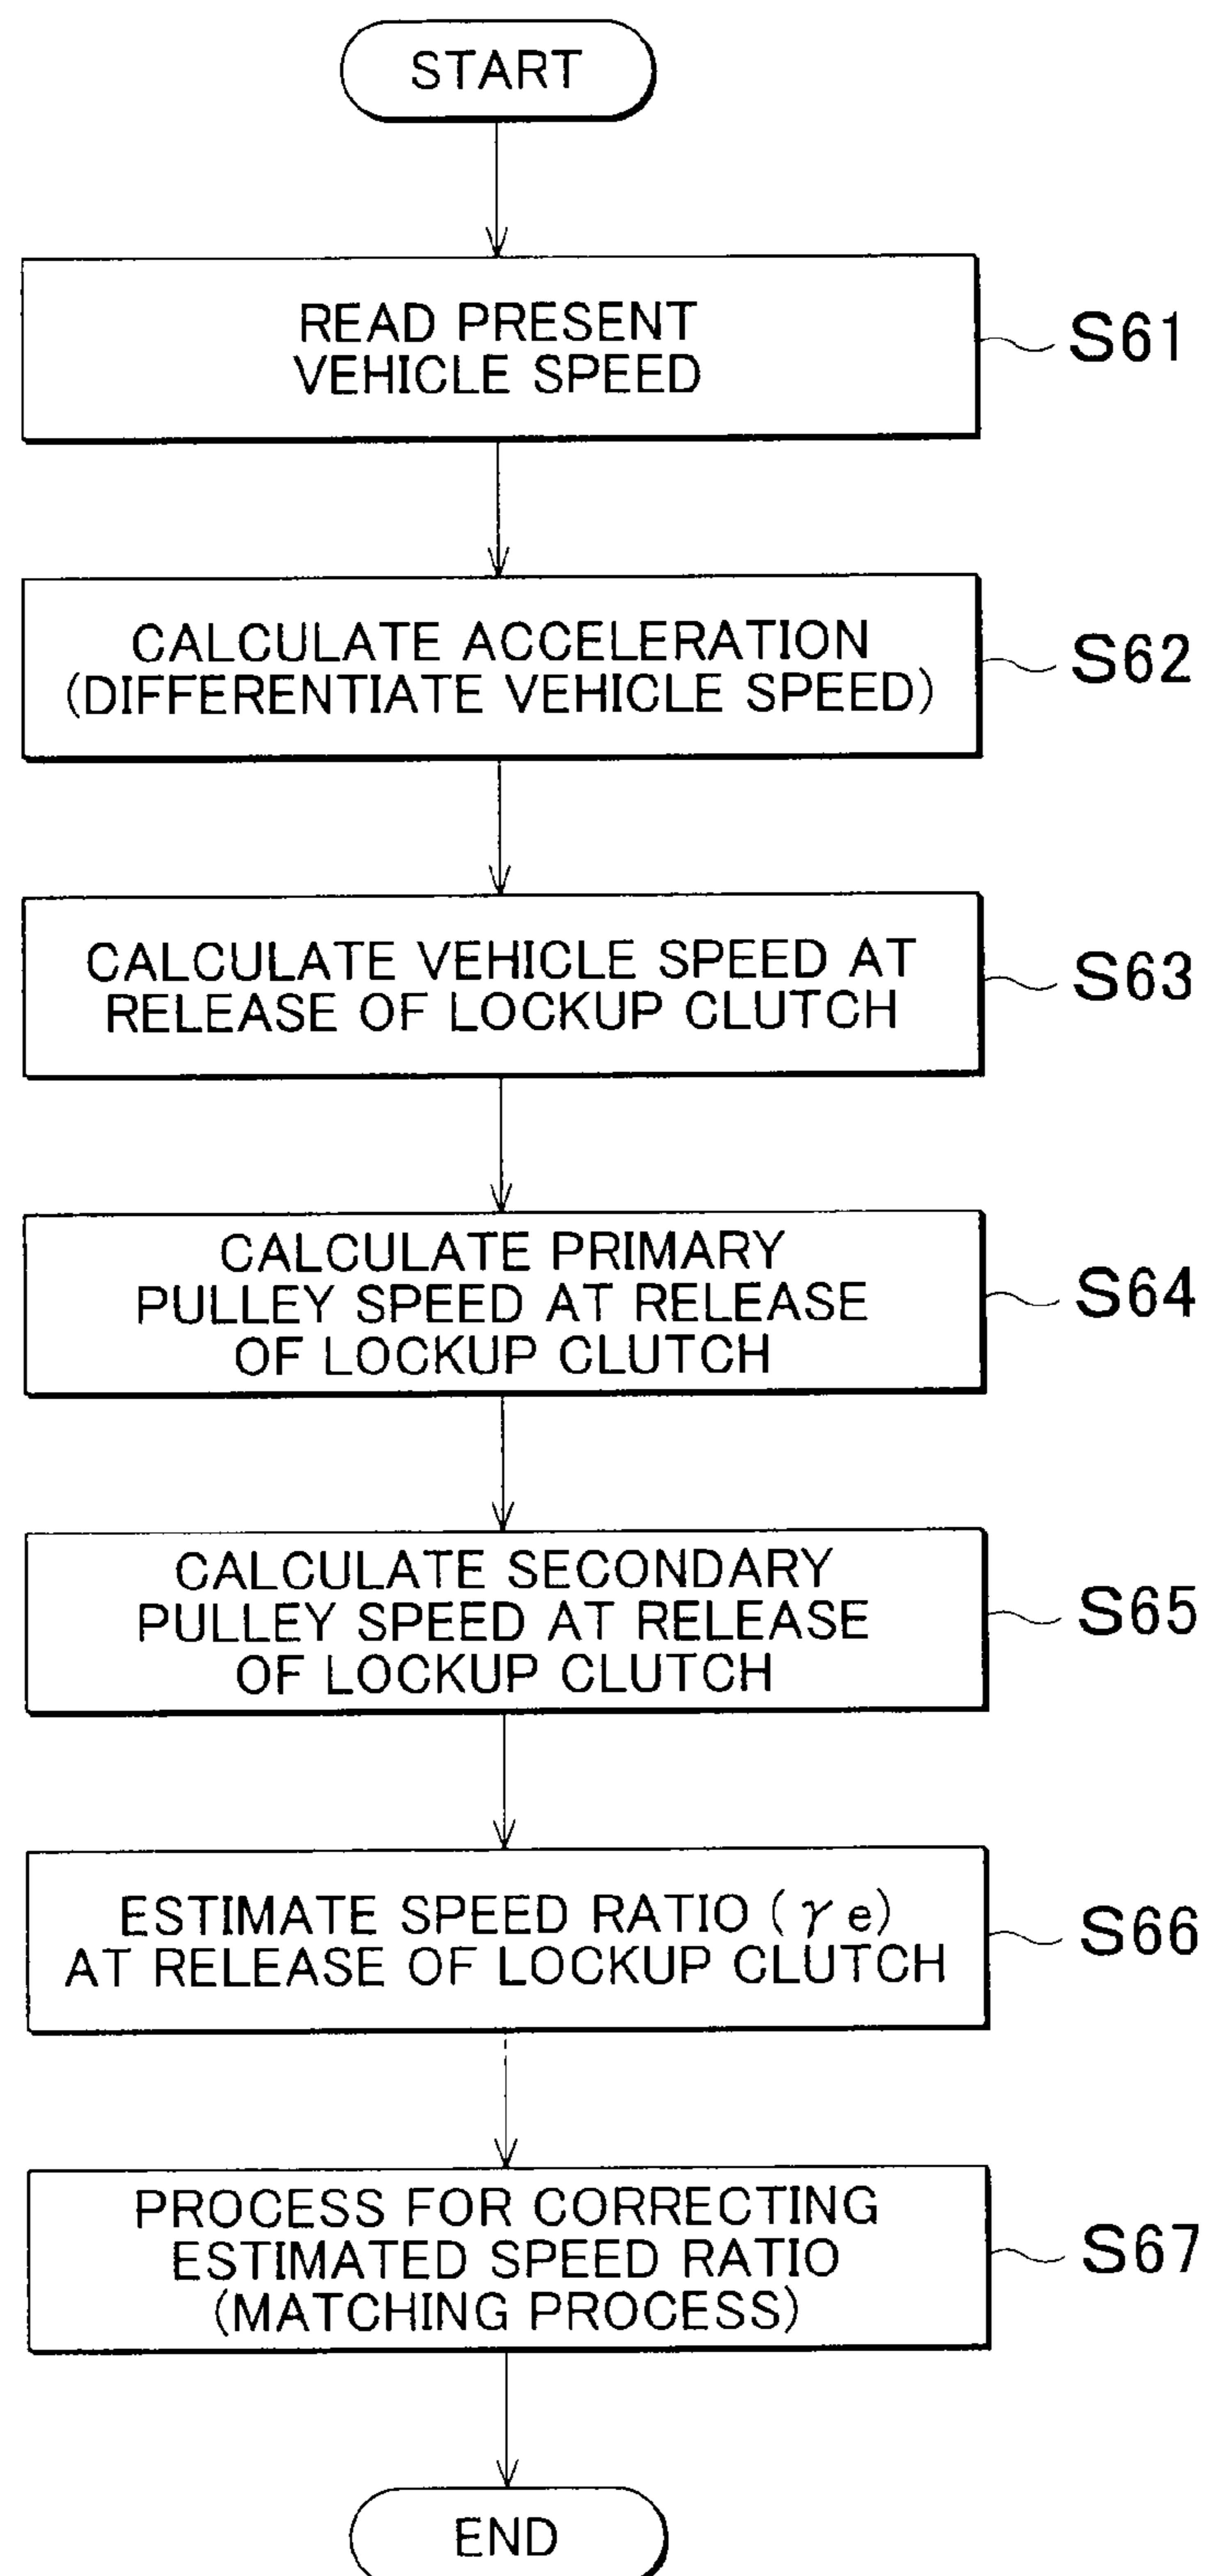 START
READ PRESENT
VEHICLE SPEED
S61
CALCULATE ACCELERATION
(DIFFERENTIATE VEHICLE SPEED)
S62
CALCULATE VEHICLE SPEED AT
RELEASE OF LOCKUP CLUTCH
S63
CALCULATE PRIMARY
PULLEY SPEED AT RELEASE
OF LOCKUP CLUTCH
S64
CALCULATE SECONDARY
PULLEY SPEED AT RELEASE
OF LOCKUP CLUTCH
S65
ESTIMATE SPEED RATIO (γe)
AT RELEASE OF LOCKUP CLUTCH
S66
PROCESS FOR CORRECTING
ESTIMATED SPEED RATIO
(MATCHING PROCESS)
S67
END